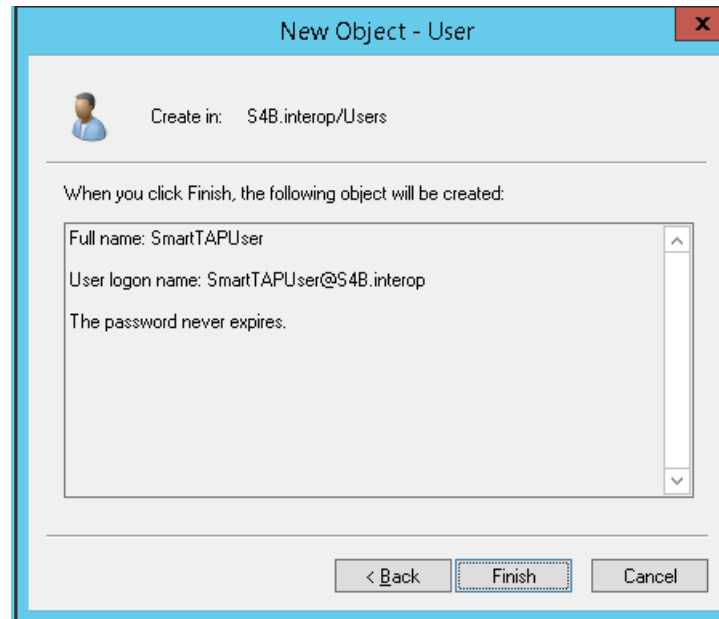 New Object - User
x
Create in: S4B.interop/Users
When you click Finish, the following object will be created:
Full name: SmartTAPUser
User logon name: SmartTAPUser@S4B.interop
The password never expires.
< Back Finish Cancel